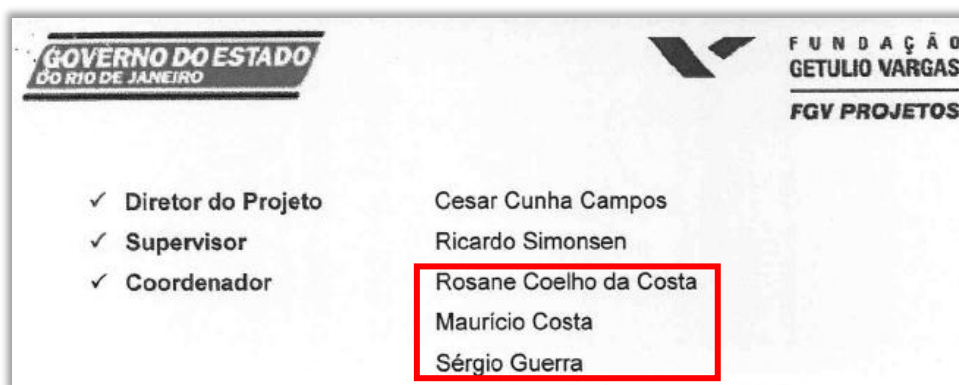 GOVERNO DO ESTADO
DO RIO DE JANEIRO
FUNDAÇÃO
GETULIO VARGAS
FGV PROJETOS
✓ Diretor do Projeto Cesar Cunha Campos
✓ Supervisor Ricardo Simonsen
✓ Coordenador Rosane Coelho da Costa
Maurício Costa
Sérgio Guerra